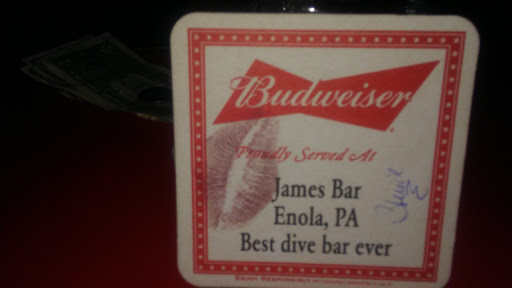 Budweiser
Proudly Served At
James Bar
Enola, PA
Best dive bar ever